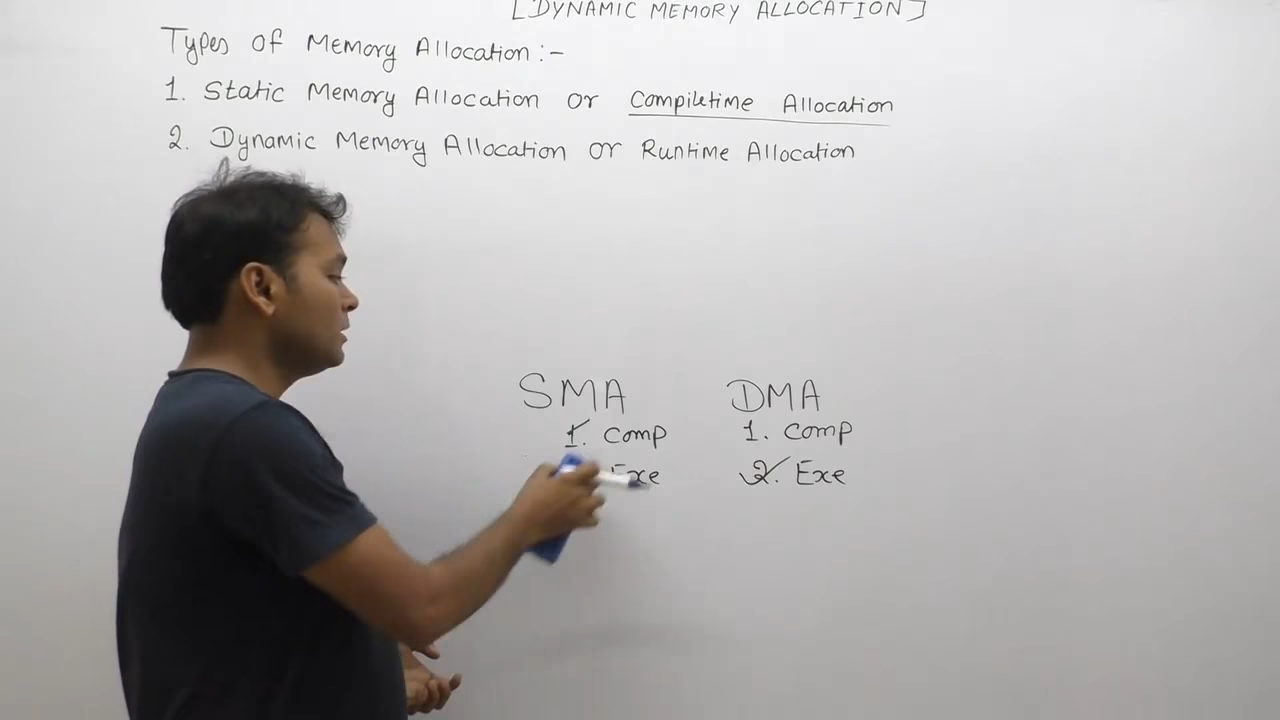 [DYNAMIC MEMORY ALLOCATION]
Types of Memory Allocation :-
1. Static Memory Allocation or Compiletime Allocation
2. Dynamic Memory Allocation or Runtime Allocation
SMA DMA
1. Comp 1. Comp
Exe 2. Exe